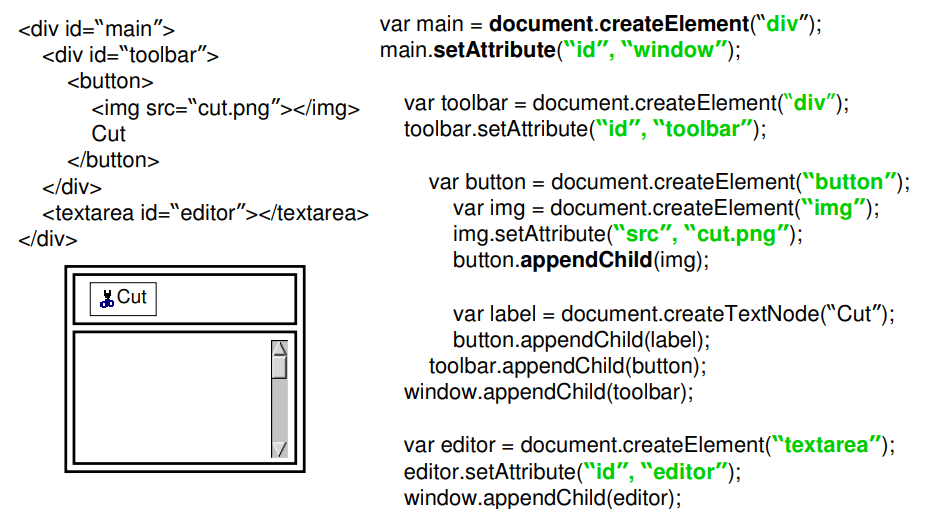 <div id="main">
<div id="toolbar">
<button>
<img src="cut.png"></img>
Cut
</button>
</div>
<textarea id="editor"></textarea>
</div>
Cut
var main = document.createElement("div");
main.setAttribute("id", "window");
var toolbar = document.createElement("div");
toolbar.setAttribute("id", "toolbar");
var button = document.createElement("button");
var img = document.createElement("img");
img.setAttribute("src", "cut.png");
button.appendChild(img);
var label = document.createTextNode("Cut");
button.appendChild(label);
toolbar.appendChild(button);
window.appendChild(toolbar);
var editor = document.createElement("textarea");
editor.setAttribute("id", "editor");
window.appendChild(editor);